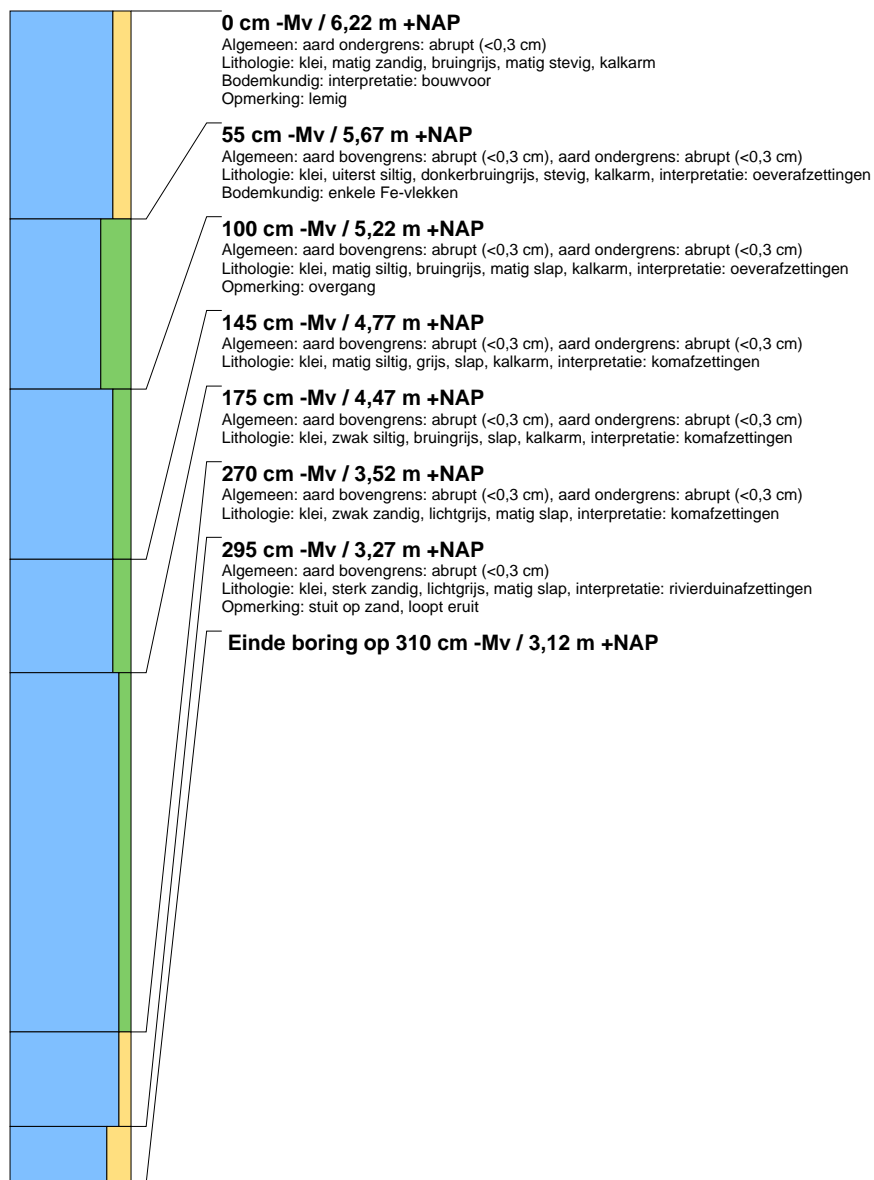 0 cm -Mv / 6,22 m +NAP
Algemeen: aard ondergrens: abrupt (<0,3 cm)
Lithologie: klei, matig zandig, bruingrijs, matig stevig, kalkarm
Bodemkundig: interpretatie: bouwvoor
Opmerking: lemig
55 cm -Mv / 5,67 m +NAP
Algemeen: aard bovengrens: abrupt (<0,3 cm), aard ondergrens: abrupt (<0,3 cm)
Lithologie: klei, uiterst siltig, donkerbruingrijs, stevig, kalkarm, interpretatie: oeverafzettingen
Bodemkundig: enkele Fe-vlekken
100 cm -Mv / 5,22 m +NAP
Algemeen: aard bovengrens: abrupt (<0,3 cm), aard ondergrens: abrupt (<0,3 cm)
Lithologie: klei, matig siltig, bruingrijs, matig slap, kalkarm, interpretatie: oeverafzettingen
Opmerking: overgang
145 cm -Mv / 4,77 m +NAP
Algemeen: aard bovengrens: abrupt (<0,3 cm), aard ondergrens: abrupt (<0,3 cm)
Lithologie: klei, matig siltig, grijs, slap, kalkarm, interpretatie: komafzettingen
175 cm -Mv / 4,47 m +NAP
Algemeen: aard bovengrens: abrupt (<0,3 cm), aard ondergrens: abrupt (<0,3 cm)
Lithologie: klei, zwak siltig, bruingrijs, slap, kalkarm, interpretatie: komafzettingen
270 cm -Mv / 3,52 m +NAP
Algemeen: aard bovengrens: abrupt (<0,3 cm), aard ondergrens: abrupt (<0,3 cm)
Lithologie: klei, zwak zandig, lichtgrijs, matig slap, interpretatie: komafzettingen
295 cm -Mv / 3,27 m +NAP
Algemeen: aard bovengrens: abrupt (<0,3 cm)
Lithologie: klei, sterk zandig, lichtgrijs, matig slap, interpretatie: rivierduinafzettingen
Opmerking: stuit op zand, loopt eruit
Einde boring op 310 cm -Mv / 3,12 m +NAP